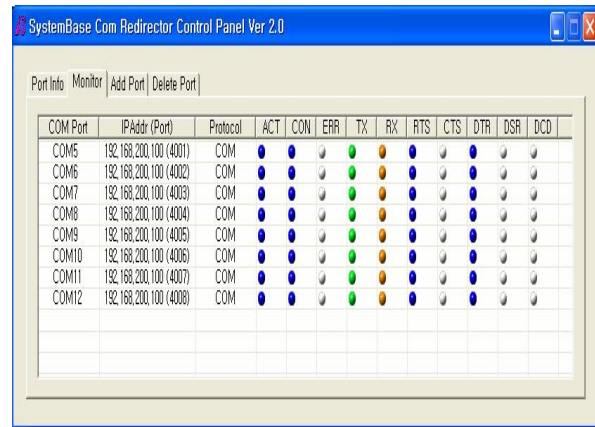 SystemBase Com Redirector Control Panel Ver 2.0
Port Info Monitor Add Port Delete Port
COM Port IPAddr (Port) Protocol ACT CON ERR TX RX RTS CTS DTR DSR DCD
COM5 192,168,200,100 (4001) COM
COM6 192,168,200,100 (4002) COM
COM7 192,168,200,100 (4003) COM
COM8 192,168,200,100 (4004) COM
COM9 192,168,200,100 (4005) COM
COM10 192,168,200,100 (4006) COM
COM11 192,168,200,100 (4007) COM
COM12 192,168,200,100 (4008) COM